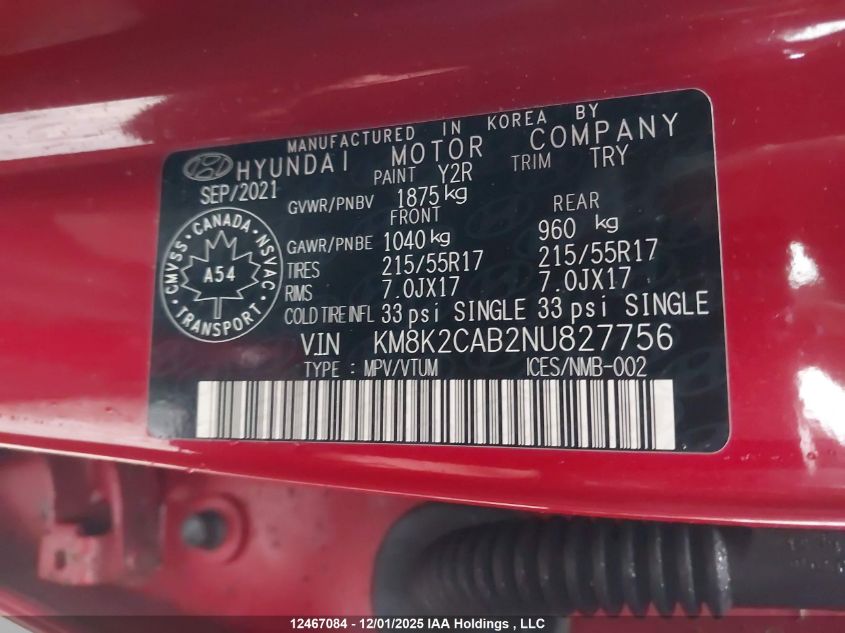 MANUFACTURED IN KOREA BY
HYUNDAI MOTOR COMPANY
SEP/2021 PAINT Y2R TRIM TRY
GVWR/PNBV 1875 kg
FRONT REAR
GAWR/PNBE 1040 kg 960 kg
TIRES 215/55R17 215/55R17
RIMS 7.0JX17 7.0JX17
COLD TIRE INFL 33 psi SINGLE 33 psi SINGLE
CMVSS · CANADA · NSVAC
A54
· TRANSPORT ·
V.I.N KM8K2CAB2NU827756
TYPE : MPV/VTUM ICES/NMB-002
12467084 - 12/01/2025 IAA Holdings , LLC